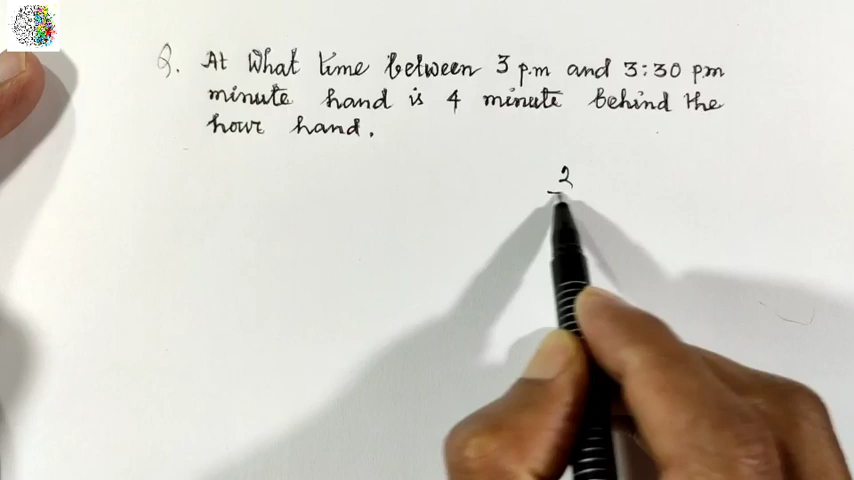 Q. At What time between 3 p.m and 3:30 p.m
minute hand is 4 minute behind the
hour hand.
2